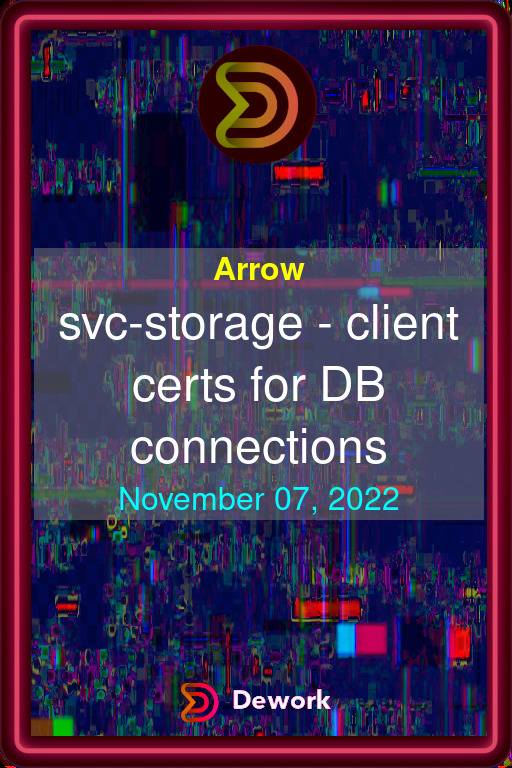 Arrow
svc-storage - client
certs for DB
connections
November 07, 2022
Dework